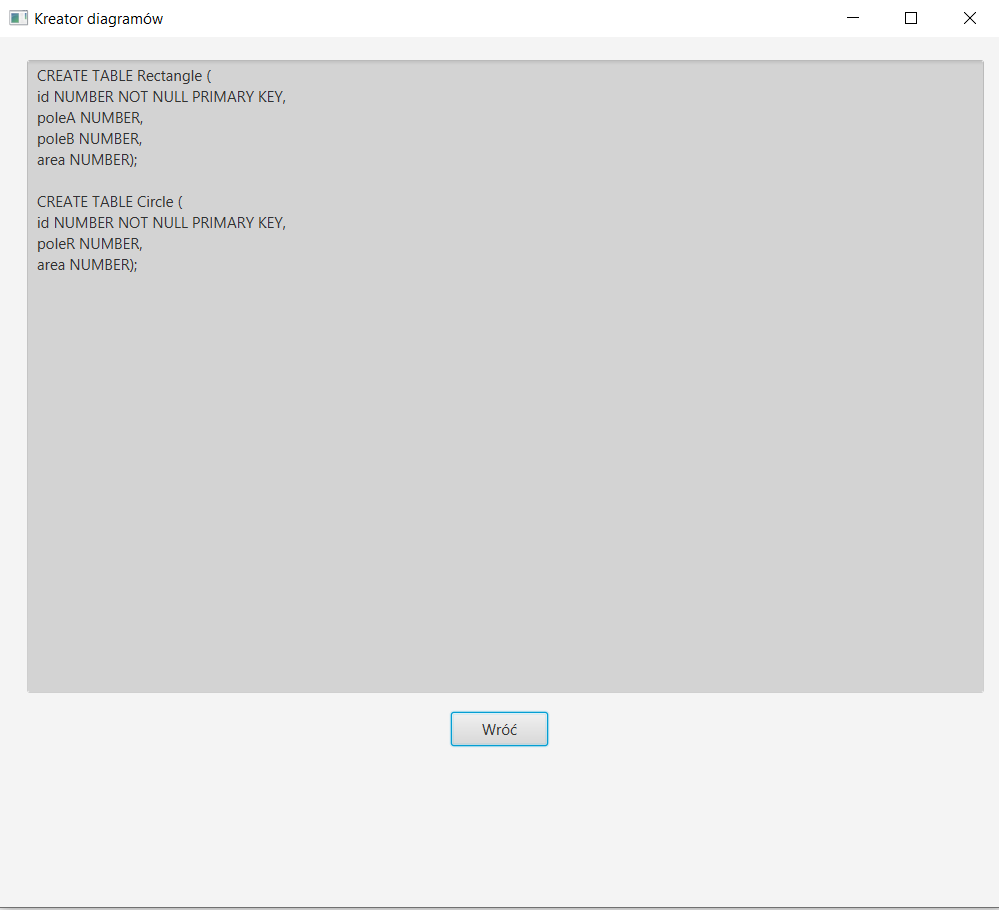 Kreator diagramów
CREATE TABLE Rectangle (
id NUMBER NOT NULL PRIMARY KEY,
poleA NUMBER,
poleB NUMBER,
area NUMBER);

CREATE TABLE Circle (
id NUMBER NOT NULL PRIMARY KEY,
poleR NUMBER,
area NUMBER);
Wróć